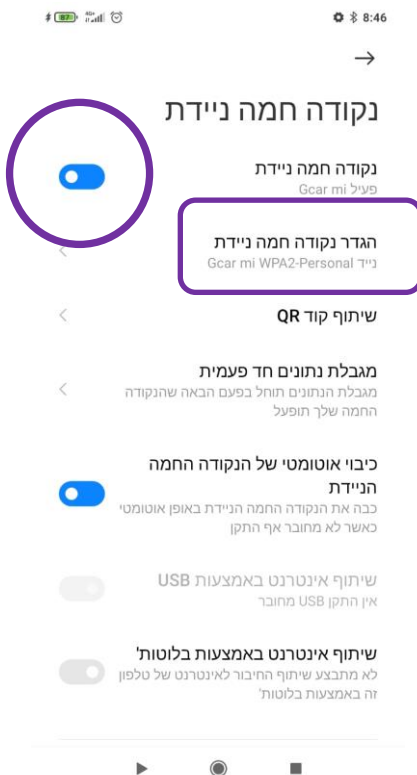 87 8:46
נקודה חמה ניידת
נקודה חמה ניידת
פעיל Gcar mi
הגדר נקודה חמה ניידת
נייד Gcar mi WPA2-Personal
שיתוף קוד QR
מגבלת נתונים חד פעמית
מגבלת הנתונים תוחל בפעם הבאה שהנקודה
החמה שלך תופעל
כיבוי אוטומטי של הנקודה החמה
הניידת
כבה את הנקודה החמה הניידת באופן אוטומטי
כאשר לא מחובר אף התקן
שיתוף אינטרנט באמצעות USB
אין התקן USB מחובר
שיתוף אינטרנט באמצעות בלוטות'
לא מתבצע שיתוף החיבור לאינטרנט של טלפון
זה באמצעות בלוטות'